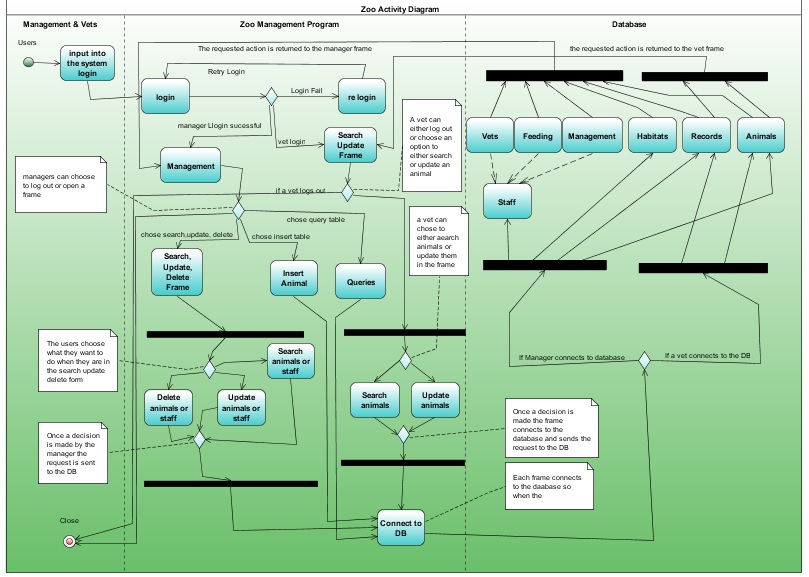 Zoo Activity Diagram
Management & Vets
Zoo Management Program
Database
Users
input into
the system
login
The requested action is returned to the manager frame
the requested action is returned to the vet frame
Retry Login
login
Login Fail
re login
manager Llogin sucessful
vet login
Search
Update
Frame
Management
A vet can
either log out
or choose an
option to
either search
or update an
animal
Vets
Feeding
Management
Habitats
Records
Animals
Staff
managers can choose
to log out or open a
frame
if a vet logs out
chose query table
chose search,update, delete
chose insert table
a vet can
chose to
either aearch
animals or
update them
in the frame
Search,
Update,
Delete
Frame
Insert
Animal
Queries
The users choose
what they want to
do when they are in
the search update
delete form
Search
animals or
staff
Delete
animals or
staff
Update
animals or
staff
Search
animals
Update
animals
If Manager connects to database
If a vet connects to the DB
Once a decision
is made by the
manager the
request is sent
to the DB
Once a decision
is made the frame
connects to the
database and sends the
request to the DB
Each frame connects
to the daabase so
when the
Connect to
DB
Close